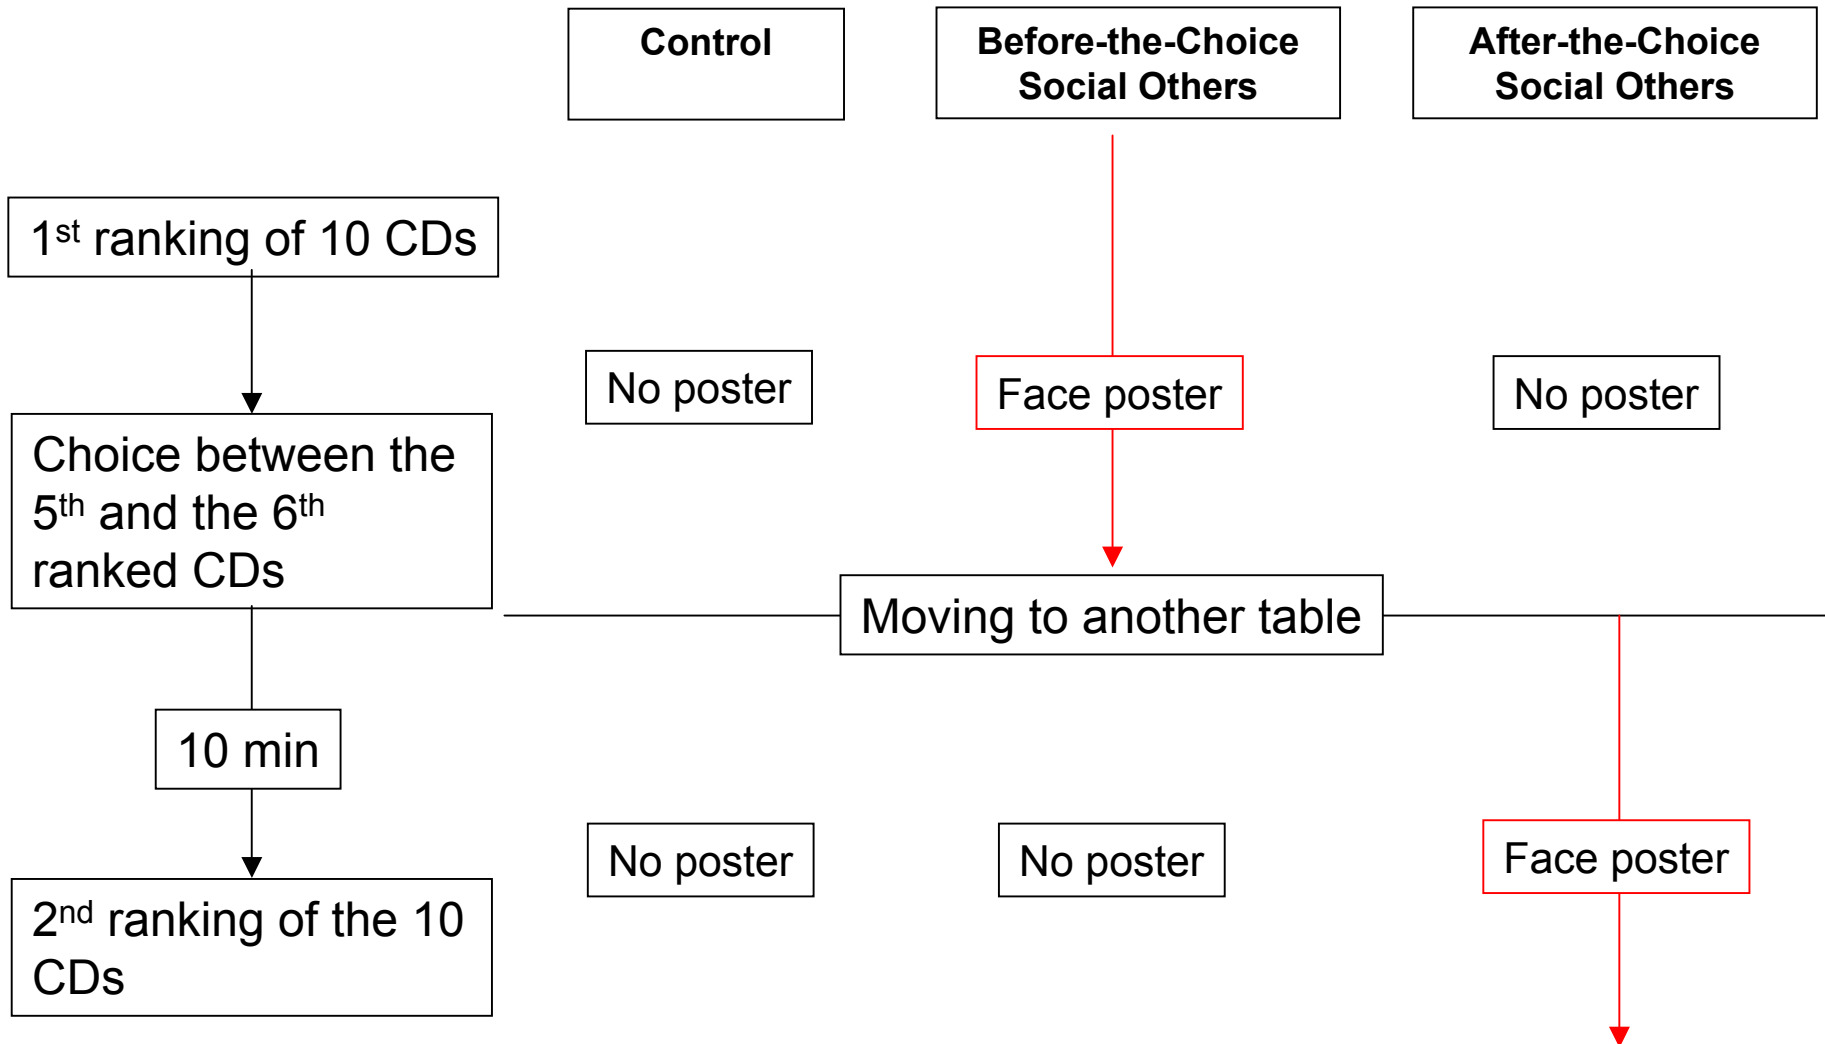 Control
Before-the-Choice
Social Others
After-the-Choice
Social Others
1st ranking of 10 CDs
No poster
Face poster
No poster
Choice between the
5th and the 6th
ranked CDs
Moving to another table
10 min
No poster
No poster
Face poster
2nd ranking of the 10
CDs